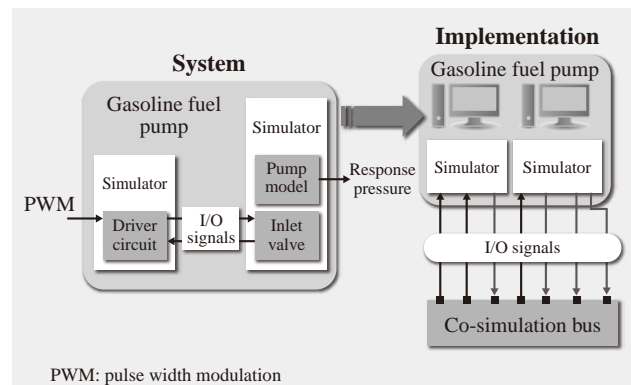 System
Gasoline fuel
pump
Simulator
Driver
circuit
PWM
I/O
signals
Simulator
Pump
model
Inlet
valve
Response
pressure
Implementation
Gasoline fuel pump
Simulator
Simulator
I/O signals
Co-simulation bus
PWM: pulse width modulation